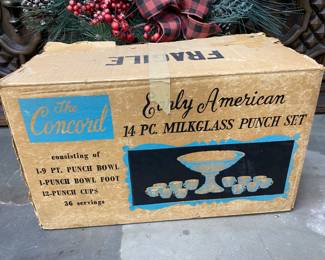 FRAGILE
The
Concord
Early American
14 PC. MILKGLASS PUNCH SET
consisting of
1-9 PT. PUNCH BOWL
1-PUNCH BOWL FOOT
12-PUNCH CUPS
36 servings